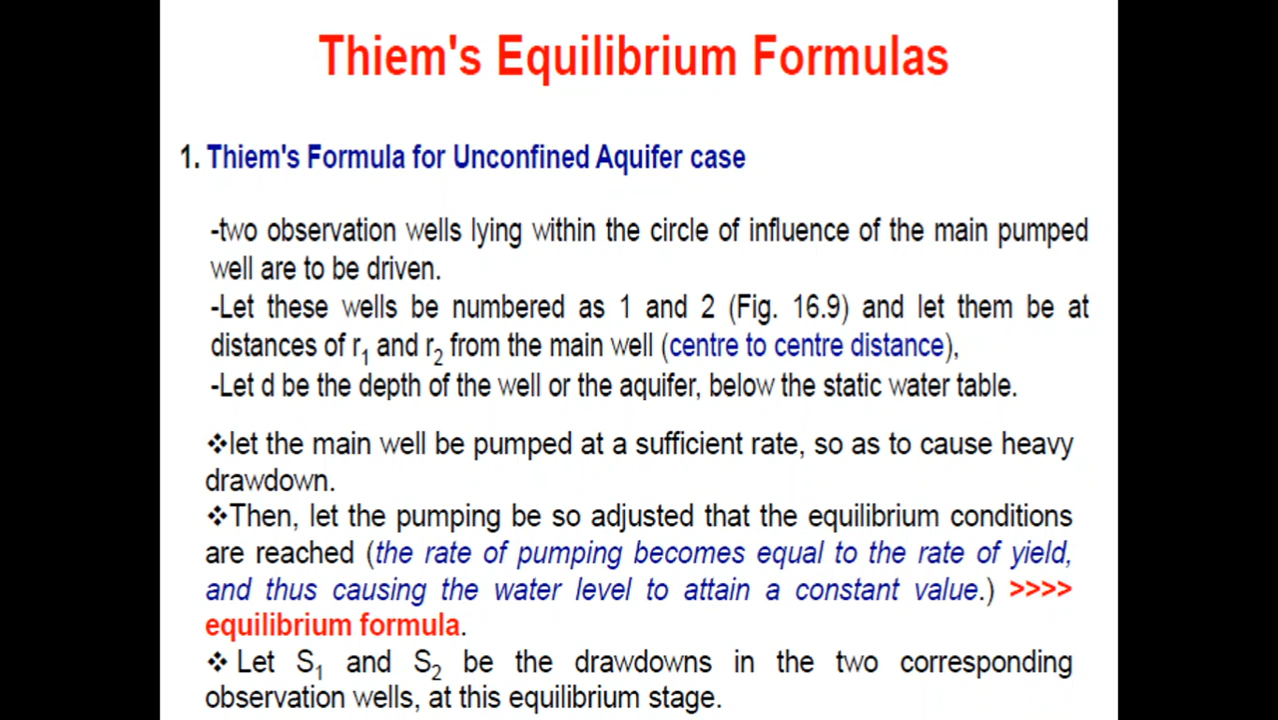 Thiem's Equilibrium Formulas
1. Thiem's Formula for Unconfined Aquifer case
-two observation wells lying within the circle of influence of the main pumped
well are to be driven.
-Let these wells be numbered as 1 and 2 (Fig. 16.9) and let them be at
distances of r₁ and r₂ from the main well (centre to centre distance),
-Let d be the depth of the well or the aquifer, below the static water table.
❖let the main well be pumped at a sufficient rate, so as to cause heavy
drawdown.
❖Then, let the pumping be so adjusted that the equilibrium conditions
are reached (the rate of pumping becomes equal to the rate of yield,
and thus causing the water level to attain a constant value.) >>>>
equilibrium formula.
❖ Let S₁ and S₂ be the drawdowns in the two corresponding
observation wells, at this equilibrium stage.